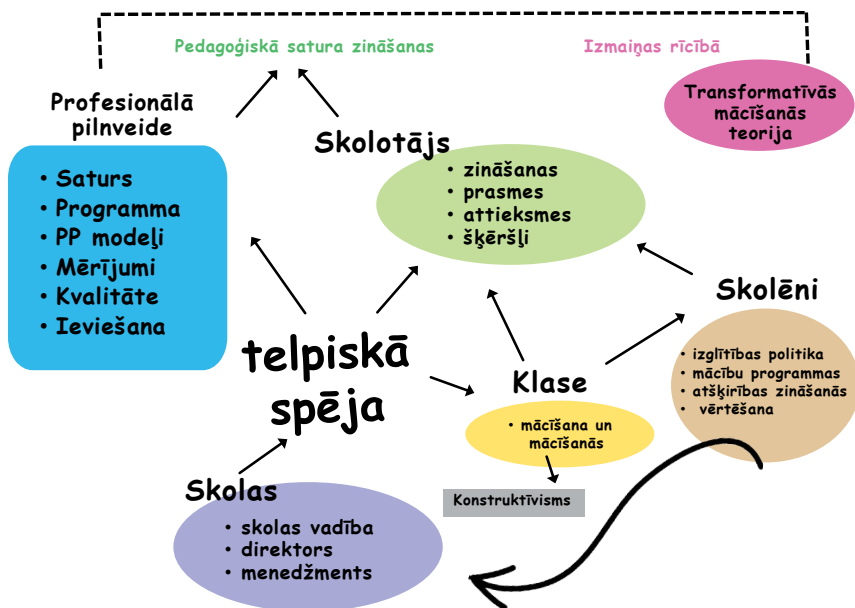 Pedagoģiskā satura zināšanas
Izmaiņas rīcībā
Profesionālā
pilnveide
Transformatīvās
mācīšanās
teorija
Skolotājs
• Saturs
• Programma
• PP modeļi
• Mērījumi
• Kvalitāte
• Ieviešana
• zināšanas
• prasmes
• attieksmes
• šķēršļi
Skolēni
• izglītības politika
• mācību programmas
• atšķirības zināšanās
• vērtēšana
telpiskā
spēja
Klase
• mācīšana un
mācīšanās
Konstruktīvisms
Skolas
• skolas vadība
• direktors
• menedžments